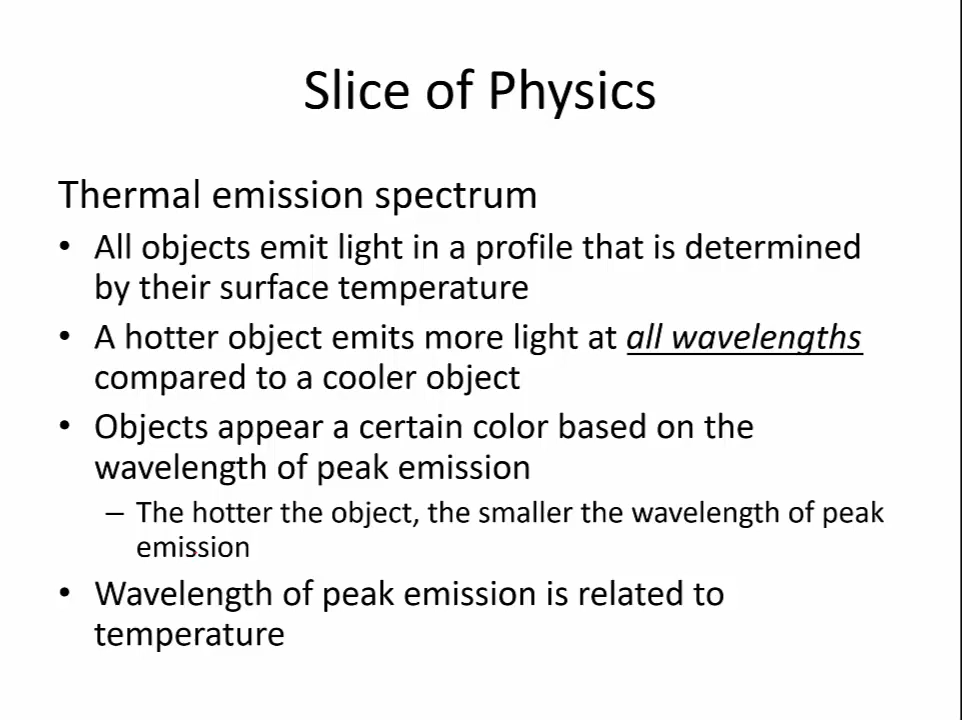 Slice of Physics
Thermal emission spectrum
• All objects emit light in a profile that is determined
by their surface temperature
• A hotter object emits more light at all wavelengths
compared to a cooler object
• Objects appear a certain color based on the
wavelength of peak emission
– The hotter the object, the smaller the wavelength of peak
emission
• Wavelength of peak emission is related to
temperature